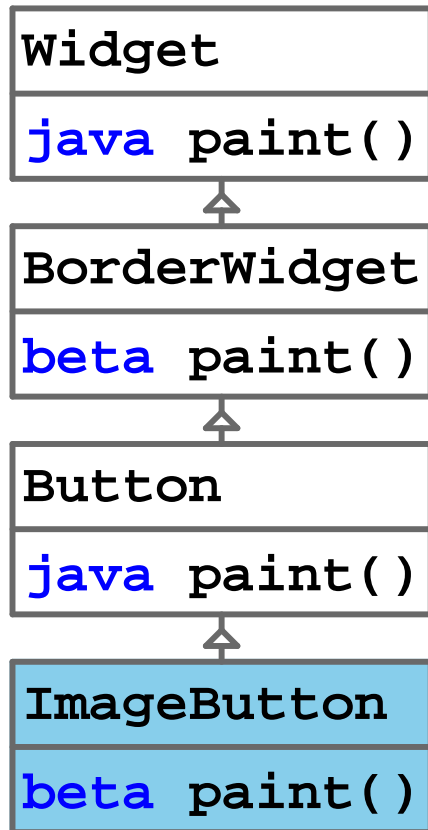 Widget
java paint()
BorderWidget
beta paint()
Button
java paint()
ImageButton
beta paint()